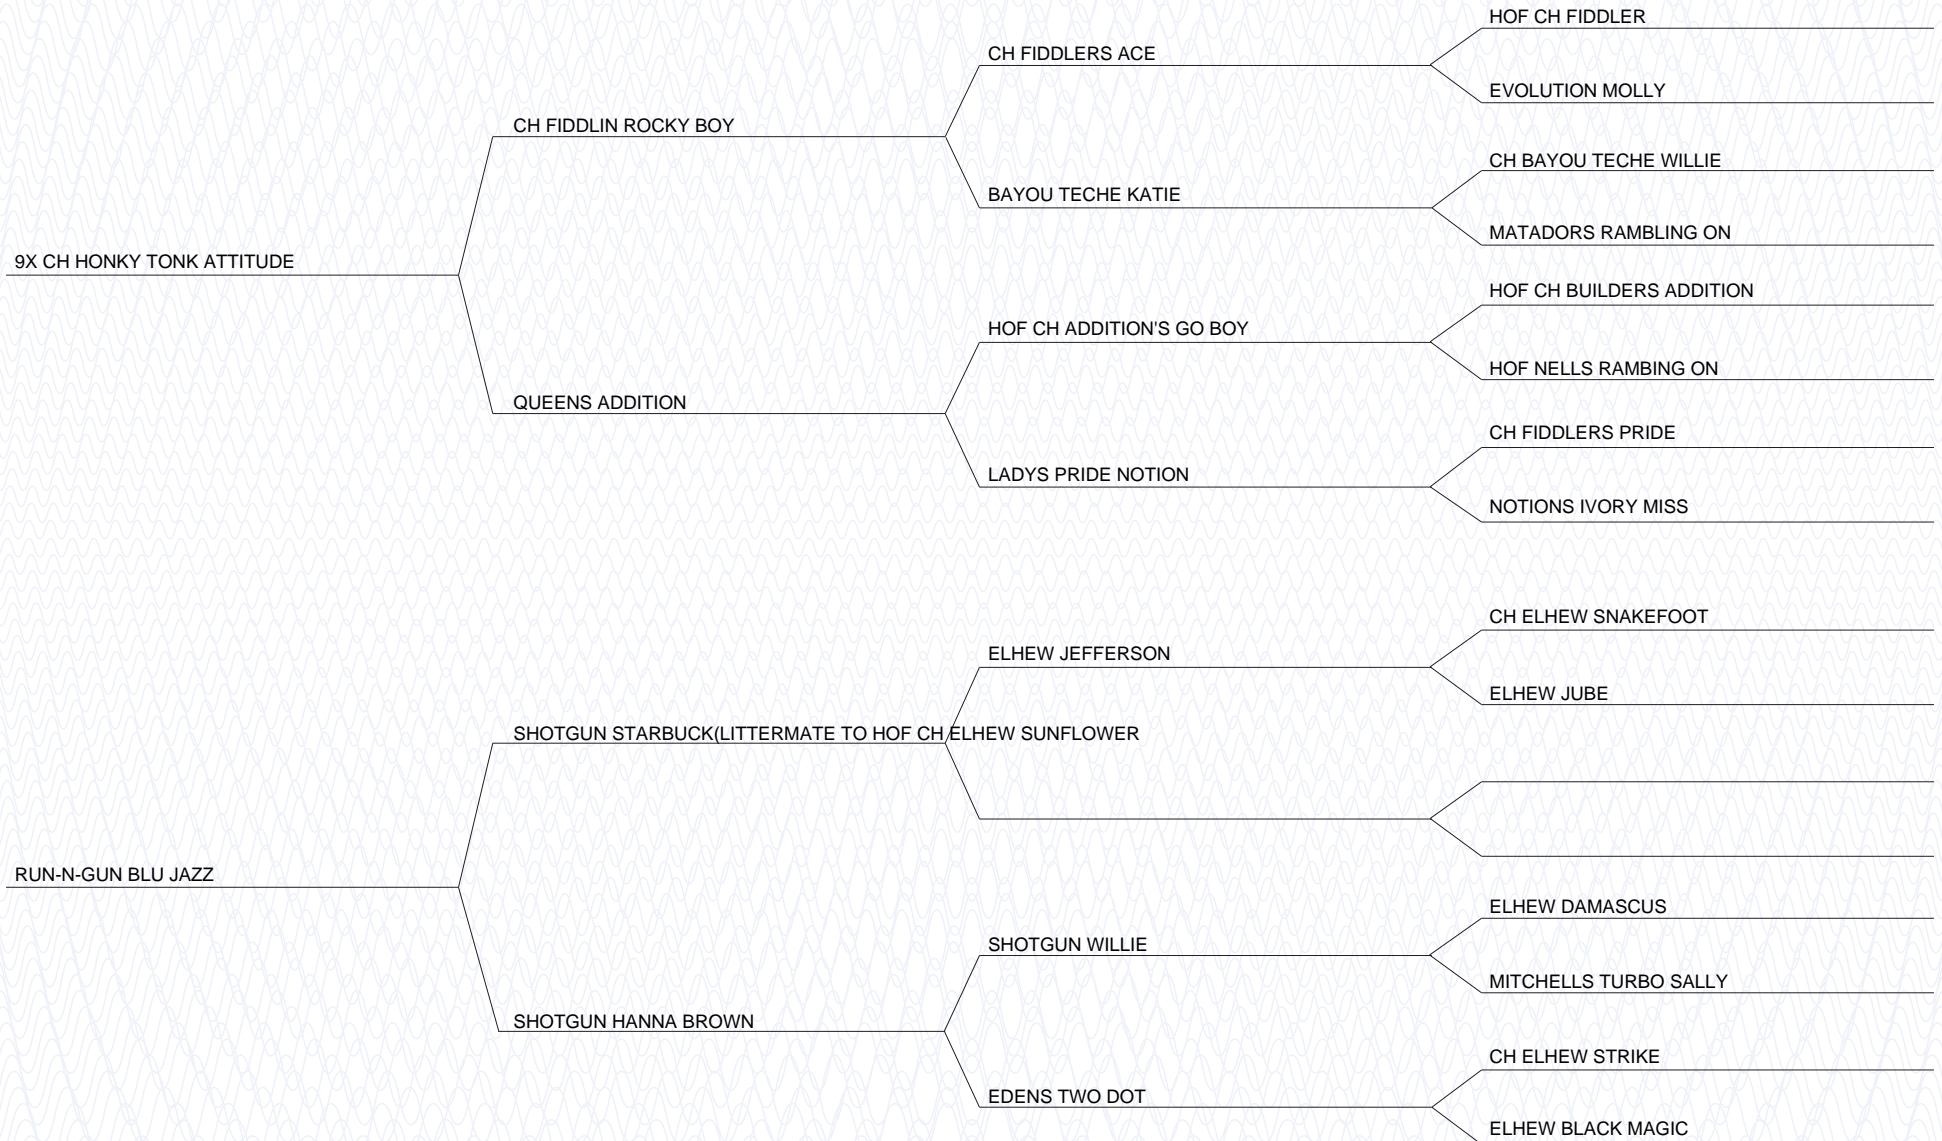 HOF CH FIDDLER
CH FIDDLERS ACE
EVOLUTION MOLLY
CH FIDDLIN ROCKY BOY
CH BAYOU TECHE WILLIE
BAYOU TECHE KATIE
MATADORS RAMBLING ON
9X CH HONKY TONK ATTITUDE
HOF CH BUILDERS ADDITION
HOF CH ADDITION'S GO BOY
HOF NELLS RAMBING ON
QUEENS ADDITION
CH FIDDLERS PRIDE
LADYS PRIDE NOTION
NOTIONS IVORY MISS
CH ELHEW SNAKEFOOT
ELHEW JEFFERSON
ELHEW JUBE
SHOTGUN STARBUCK(LITTERMATE TO HOF CH ELHEW SUNFLOWER
RUN-N-GUN BLU JAZZ
ELHEW DAMASCUS
SHOTGUN WILLIE
MITCHELLS TURBO SALLY
SHOTGUN HANNA BROWN
CH ELHEW STRIKE
EDENS TWO DOT
ELHEW BLACK MAGIC